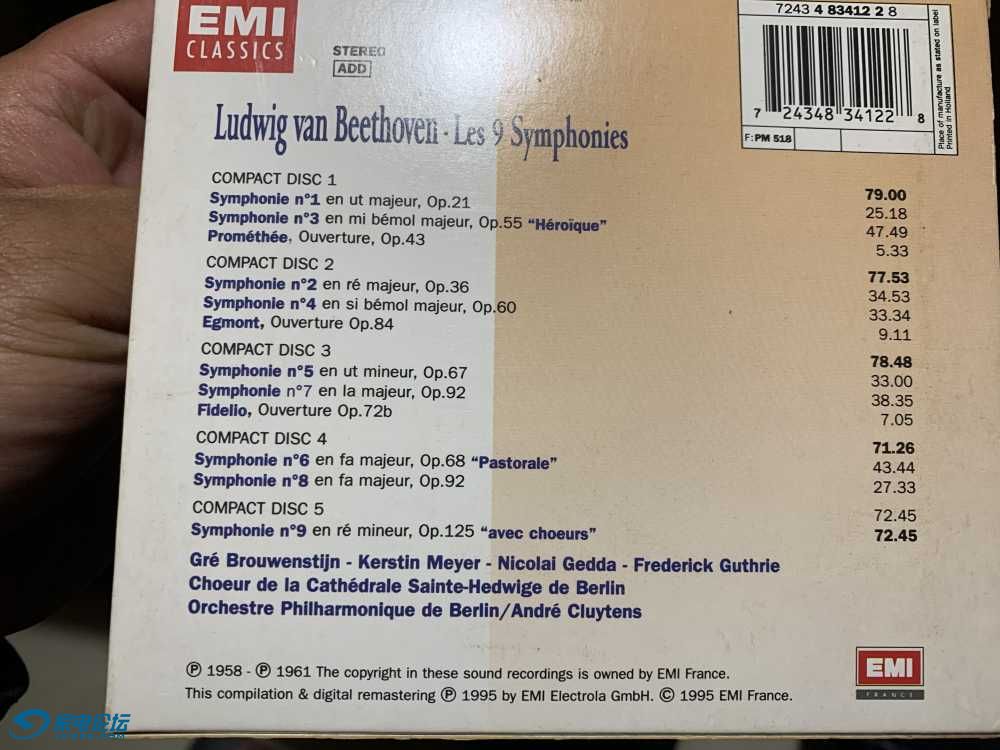 EMI
CLASSICS
STEREO
ADD
7243 4 83412 2 8
7 24348 34122 8
F: PM 518
Place of manufacture as stated on label
Printed in Holland
Ludwig van Beethoven · Les 9 Symphonies
COMPACT DISC 1 79.00
Symphonie n°1 en ut majeur, Op.21 25.18
Symphonie n°3 en mi bémol majeur, Op.55 "Héroïque" 47.49
Prométhée, Ouverture, Op.43 5.33
COMPACT DISC 2 77.53
Symphonie n°2 en ré majeur, Op.36 34.53
Symphonie n°4 en si bémol majeur, Op.60 33.34
Egmont, Ouverture Op.84 9.11
COMPACT DISC 3 78.48
Symphonie n°5 en ut mineur, Op.67 33.00
Symphonie n°7 en la majeur, Op.92 38.35
Fidelio, Ouverture Op.72b 7.05
COMPACT DISC 4 71.26
Symphonie n°6 en fa majeur, Op.68 "Pastorale" 43.44
Symphonie n°8 en fa majeur, Op.92 27.33
COMPACT DISC 5 72.45
Symphonie n°9 en ré mineur, Op.125 "avec choeurs" 72.45
Gré Brouwenstijn - Kerstin Meyer - Nicolai Gedda - Frederick Guthrie
Choeur de la Cathédrale Sainte-Hedwige de Berlin
Orchestre Philharmonique de Berlin/André Cluytens
℗ 1958 - ℗ 1961 The copyright in these sound recordings is owned by EMI France.
This compilation & digital remastering ℗ 1995 by EMI Electrola GmbH. © 1995 EMI France.
EMI
FRANCE